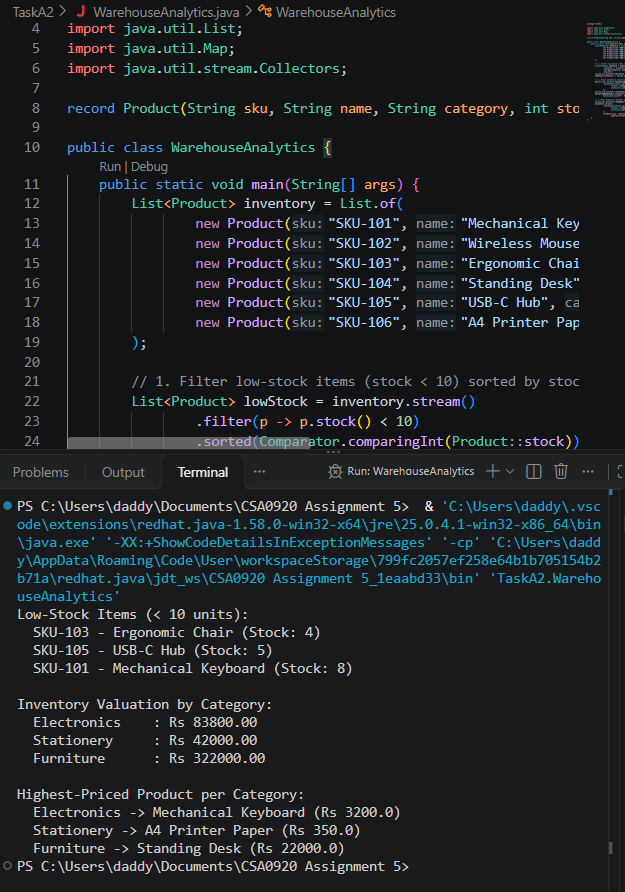 TaskA2 > J WarehouseAnalytics.java > WarehouseAnalytics
4 import java.util.List;
5 import java.util.Map;
6 import java.util.stream.Collectors;
7
8 record Product(String sku, String name, String category, int sto
9
10 public class WarehouseAnalytics {
Run | Debug
11 public static void main(String[] args) {
12 List<Product> inventory = List.of(
13 new Product(sku: "SKU-101", name: "Mechanical Key
14 new Product(sku: "SKU-102", name: "Wireless Mouse
15 new Product(sku: "SKU-103", name: "Ergonomic Chai
16 new Product(sku: "SKU-104", name: "Standing Desk"
17 new Product(sku: "SKU-105", name: "USB-C Hub", ca
18 new Product(sku: "SKU-106", name: "A4 Printer Pap
19 );
20
21 // 1. Filter low-stock items (stock < 10) sorted by stoc
22 List<Product> lowStock = inventory.stream()
23 .filter(p -> p.stock() < 10)
24 .sorted(Comparator.comparingInt(Product::stock))
Problems Output Terminal ··· Run: WarehouseAnalytics ···
PS C:\Users\daddy\Documents\CSA0920 Assignment 5>  & 'C:\Users\daddy\.vsc
ode\extensions\redhat.java-1.58.0-win32-x64\jre\25.0.4.1-win32-x86_64\bin
\java.exe' '-XX:+ShowCodeDetailsInExceptionMessages' '-cp' 'C:\Users\dadd
y\AppData\Roaming\Code\User\workspaceStorage\799fc2057ef258e64b1b705154b2
b71a\redhat.java\jdt_ws\CSA0920 Assignment 5_1eaabd33\bin' 'TaskA2.Wareho
useAnalytics'
Low-Stock Items (< 10 units):
SKU-103 - Ergonomic Chair (Stock: 4)
SKU-105 - USB-C Hub (Stock: 5)
SKU-101 - Mechanical Keyboard (Stock: 8)

Inventory Valuation by Category:
Electronics    : Rs 83800.00
Stationery     : Rs 42000.00
Furniture      : Rs 322000.00

Highest-Priced Product per Category:
Electronics -> Mechanical Keyboard (Rs 3200.0)
Stationery -> A4 Printer Paper (Rs 350.0)
Furniture -> Standing Desk (Rs 22000.0)
PS C:\Users\daddy\Documents\CSA0920 Assignment 5>